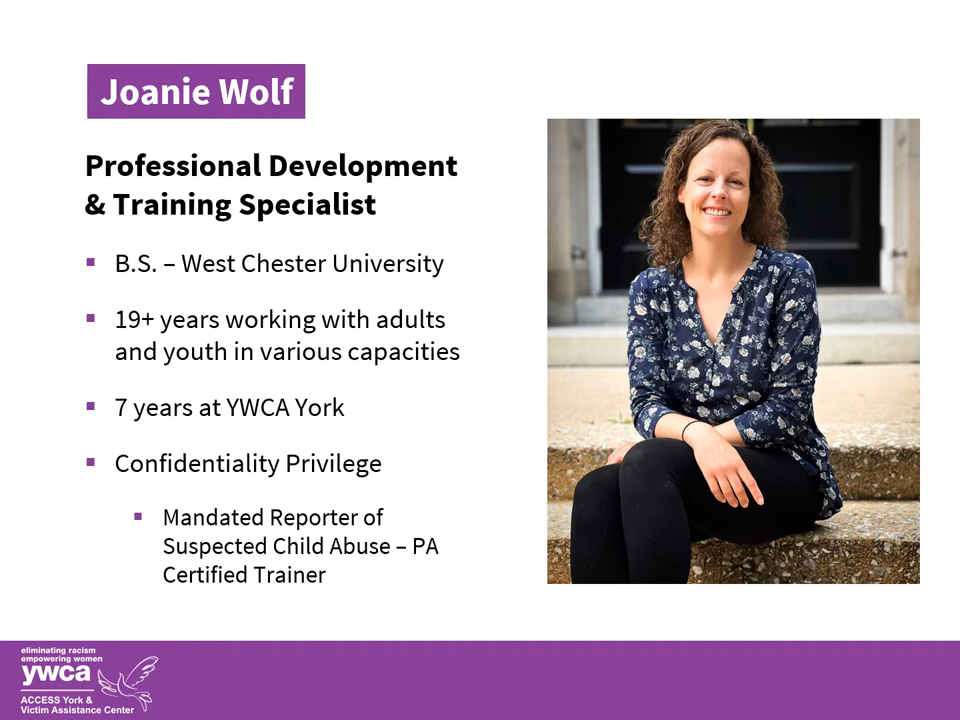 Joanie Wolf
Professional Development
& Training Specialist
B.S. – West Chester University
19+ years working with adults
and youth in various capacities
7 years at YWCA York
Confidentiality Privilege
Mandated Reporter of
Suspected Child Abuse – PA
Certified Trainer
eliminating racism
empowering women
ywca
ACCESS York &
Victim Assistance Center